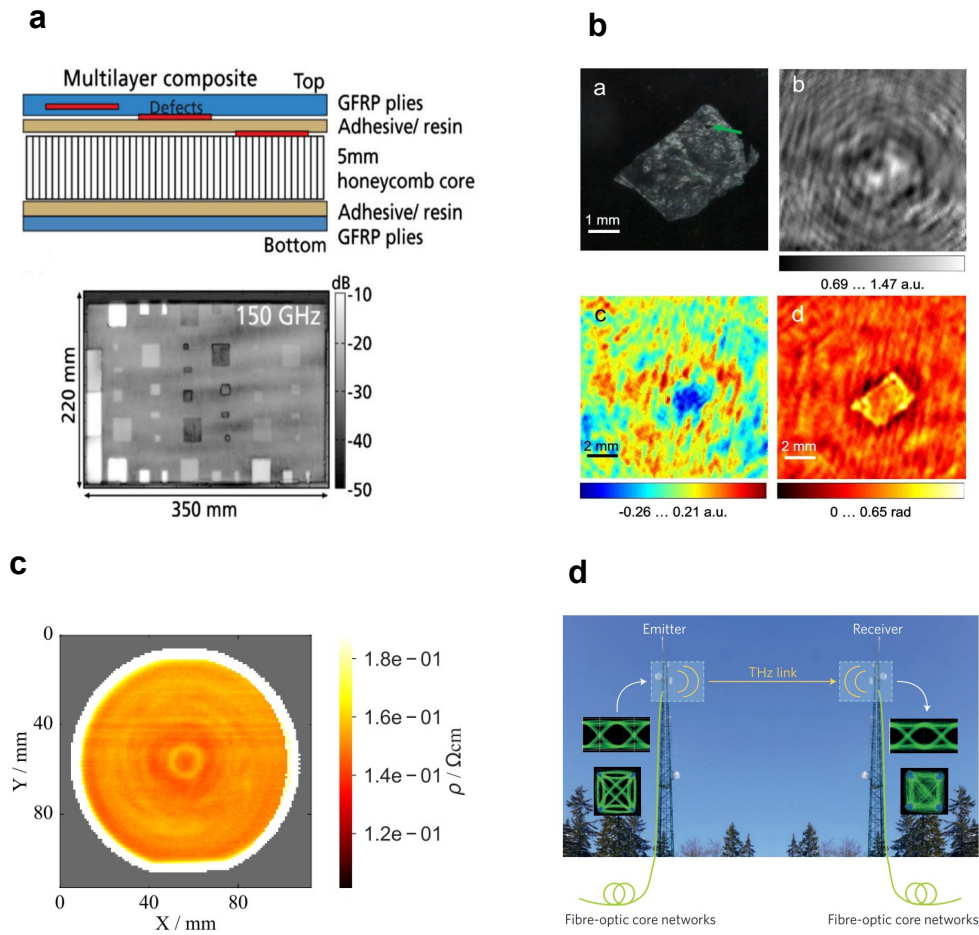 a
Multilayer composite
Top
GFRP plies
Defects
Adhesive/ resin
5mm
honeycomb core
Adhesive/ resin
Bottom
GFRP plies
dB
150 GHz
-10
-20
-30
-40
-50
220 mm
350 mm
b
a
1 mm
b
0.69 ... 1.47 a.u.
c
2 mm
-0.26 ... 0.21 a.u.
d
2 mm
0 ... 0.65 rad
c
0
40
80
Y / mm
0
40
80
X / mm
1.8e − 01
1.6e − 01
1.4e − 01
1.2e − 01
ρ / Ωcm
d
Emitter
Receiver
THz link
Fibre-optic core networks
Fibre-optic core networks